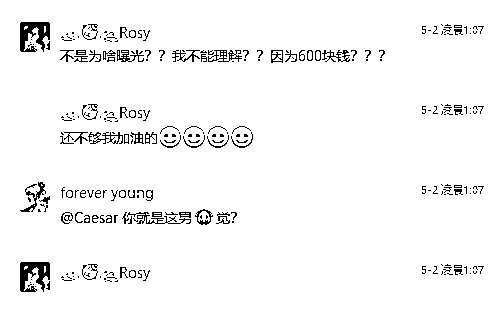 Rosy
5-2 凌晨1:07
不是为啥曝光？？我不能理解？？因为600块钱？？？
Rosy
5-2 凌晨1:07
还不够我加油的
forever young
5-2 凌晨1:07
@Caesar 你就是这男 觉?
Rosy
5-2 凌晨1:07